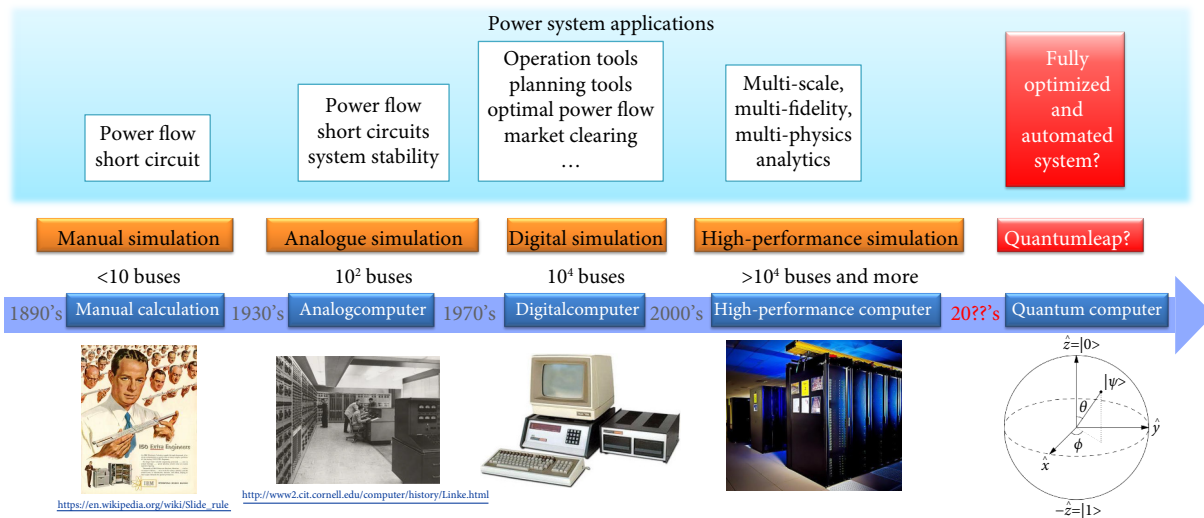 Power system applications
Power flow
short circuit
Power flow
short circuits
system stability
Operation tools
planning tools
optimal power flow
market clearing
…
Multi-scale,
multi-fidelity,
multi-physics
analytics
Fully
optimized
and
automated
system?
Manual simulation
Analogue simulation
Digital simulation
High-performance simulation
Quantumleap?
<10 buses
10² buses
10⁴ buses
>10⁴ buses and more
1890's
Manual calculation
1930's
Analogcomputer
1970's
Digitalcomputer
2000's
High-performance computer
20??'s
Quantum computer
150 Extra Engineers
IBM
https://en.wikipedia.org/wiki/Slide_rule
http://www2.cit.cornell.edu/computer/history/Linke.html
ẑ=|0>
|ψ>
θ
ŷ
ϕ
x̂
−ẑ=|1>